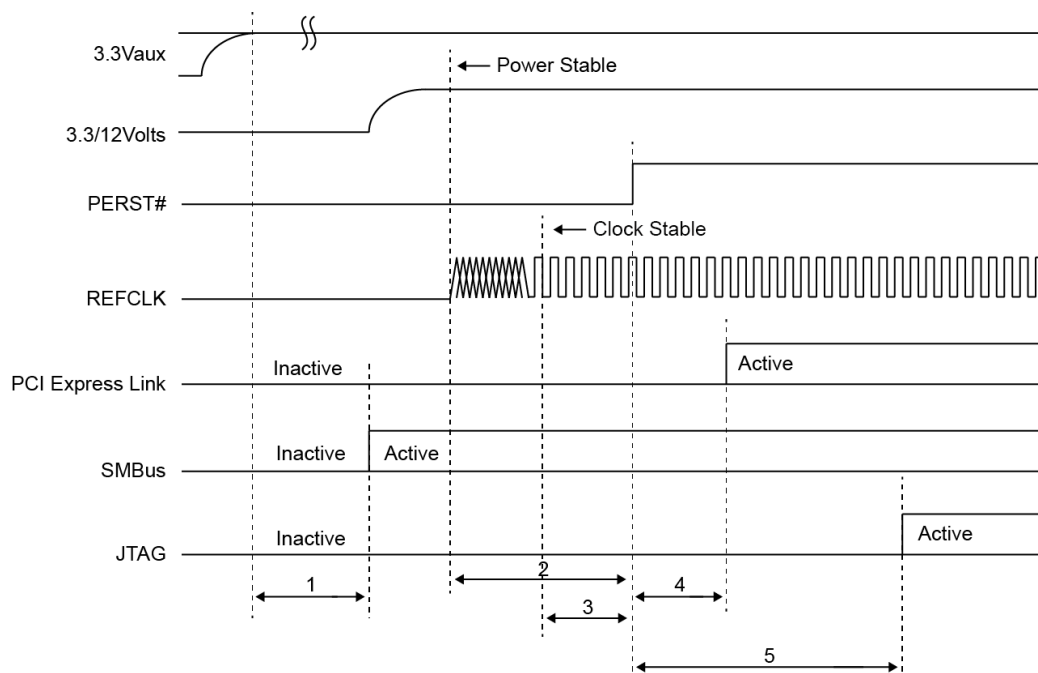 3.3Vaux
Power Stable
3.3/12Volts
PERST#
Clock Stable
REFCLK
Inactive
PCI Express Link
Active
Inactive
Active
SMBus
Inactive
JTAG
Active
1
2
3
4
5